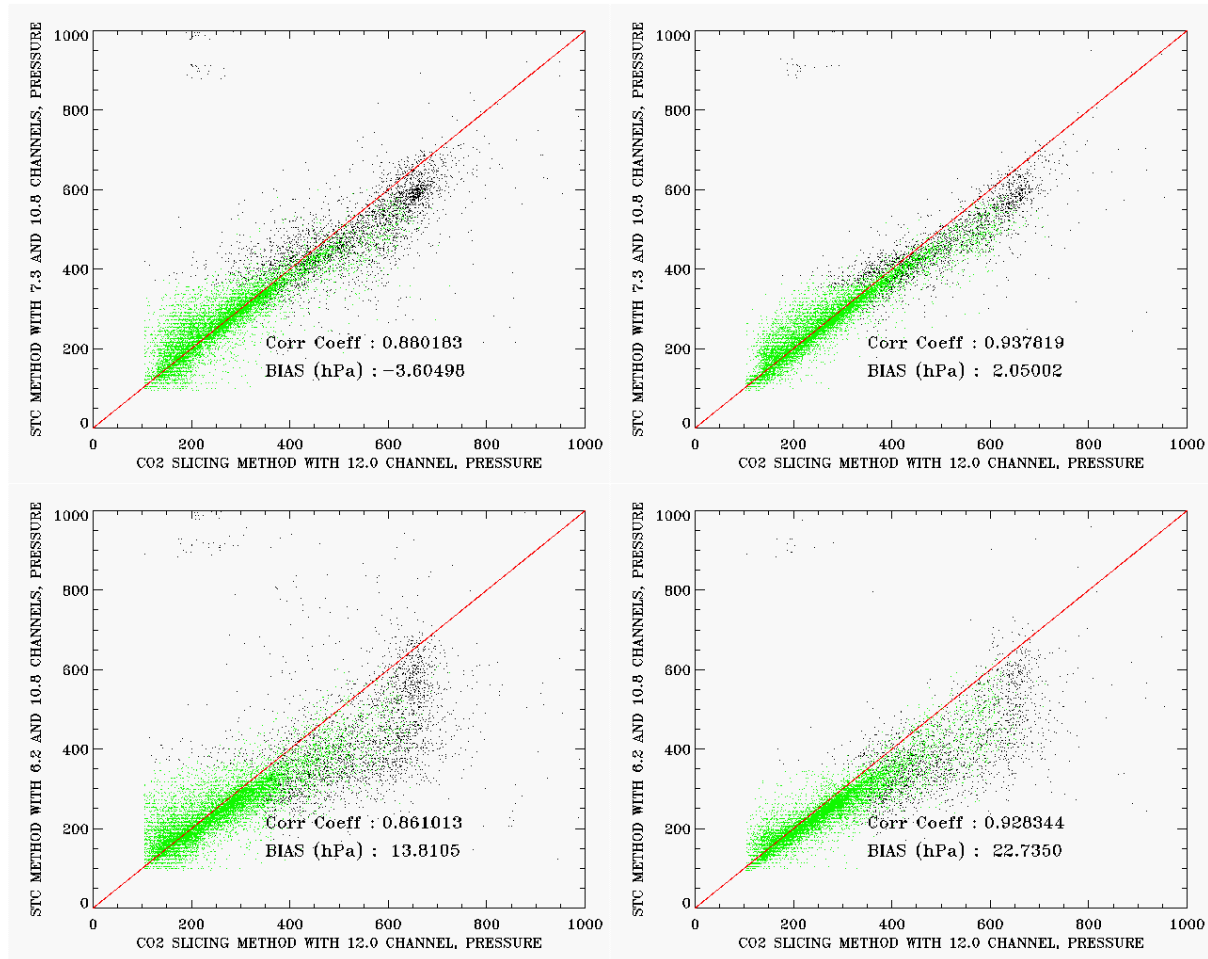 1000
800
600
400
200
0
STC METHOD WITH 7.3 AND 10.8 CHANNELS, PRESSURE
Corr Coeff : 0.880183
BIAS (hPa) : −3.60498
0 200 400 600 800 1000
CO2 SLICING METHOD WITH 12.0 CHANNEL, PRESSURE
1000
800
600
400
200
0
STC METHOD WITH 7.3 AND 10.8 CHANNELS, PRESSURE
Corr Coeff : 0.937819
BIAS (hPa) : 2.05002
0 200 400 600 800 1000
CO2 SLICING METHOD WITH 12.0 CHANNEL, PRESSURE
1000
800
600
400
200
0
STC METHOD WITH 6.2 AND 10.8 CHANNELS, PRESSURE
Corr Coeff : 0.861013
BIAS (hPa) : 13.8105
0 200 400 600 800 1000
CO2 SLICING METHOD WITH 12.0 CHANNEL, PRESSURE
1000
800
600
400
200
0
STC METHOD WITH 6.2 AND 10.8 CHANNELS, PRESSURE
Corr Coeff : 0.928344
BIAS (hPa) : 22.7350
0 200 400 600 800 1000
CO2 SLICING METHOD WITH 12.0 CHANNEL, PRESSURE